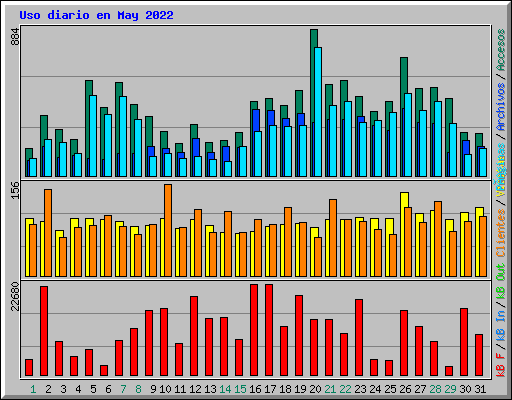 Uso diario en May 2022
884
156
22680
Accesos
/ Archivos /
Clientes /
kB F / kB In / kB Out
1 2 3 4 5 6 7 8 9 10 11 12 13 14 15 16 17 18 19 20 21 22 23 24 25 26 27 28 29 30 31